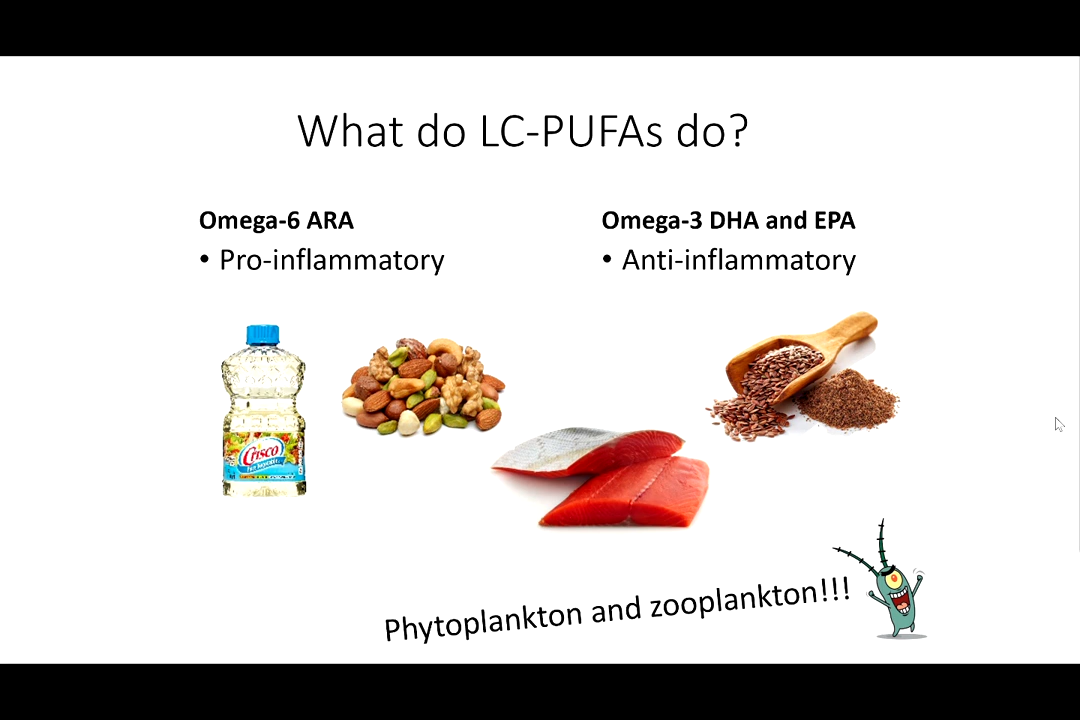 What do LC-PUFAs do?
Omega-6 ARA
• Pro-inflammatory
Omega-3 DHA and EPA
• Anti-inflammatory
Crisco
Phytoplankton and zooplankton!!!